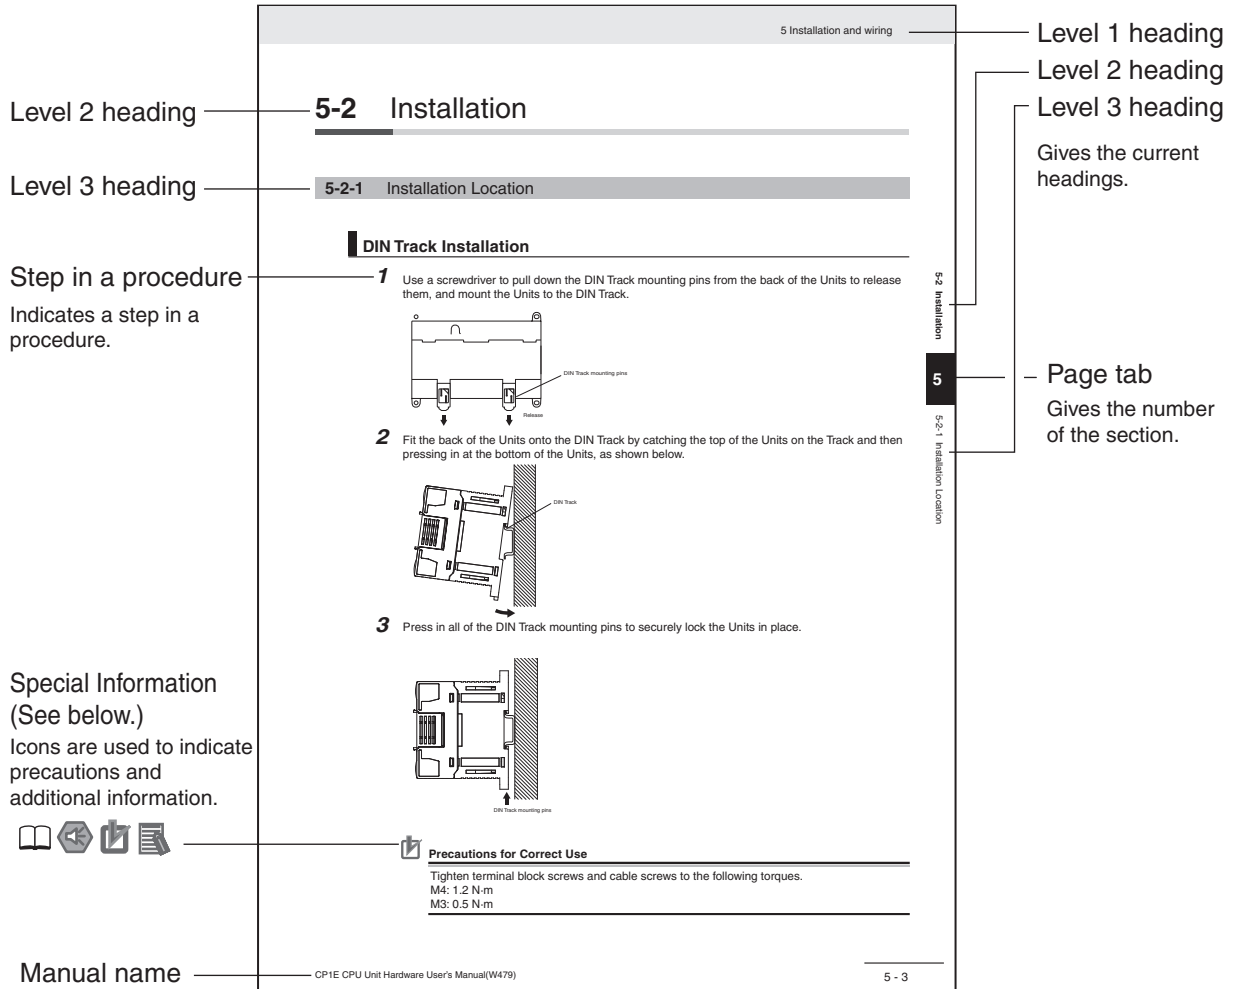 5 Installation and wiring
Level 1 heading
Level 2 heading
Level 3 heading
Gives the current
headings.
Level 2 heading
5-2 Installation
Level 3 heading
5-2-1 Installation Location
DIN Track Installation
Step in a procedure
Indicates a step in a
procedure.
1 Use a screwdriver to pull down the DIN Track mounting pins from the back of the Units to release
them, and mount the Units to the DIN Track.
DIN Track mounting pins
Release
5-2 Installation
5
5-2-1 Installation Location
Page tab
Gives the number
of the section.
2 Fit the back of the Units onto the DIN Track by catching the top of the Units on the Track and then
pressing in at the bottom of the Units, as shown below.
DIN Track
3 Press in all of the DIN Track mounting pins to securely lock the Units in place.
DIN Track mounting pins
Special Information
(See below.)
Icons are used to indicate
precautions and
additional information.
Precautions for Correct Use
Tighten terminal block screws and cable screws to the following torques.
M4: 1.2 N·m
M3: 0.5 N·m
Manual name
CP1E CPU Unit Hardware User's Manual(W479)
5 - 3